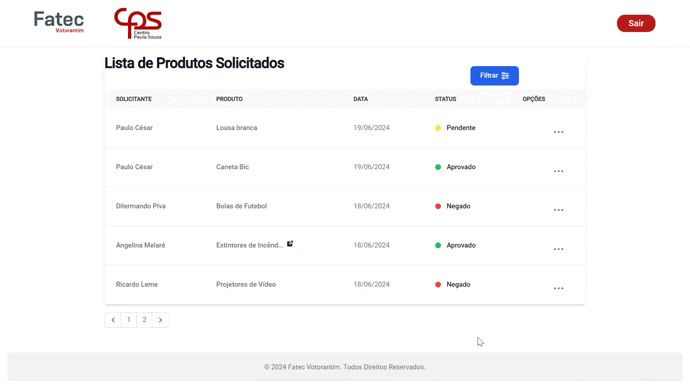 Fatec
Votorantim
CPS
Centro
Paula Souza
Sair
Lista de Produtos Solicitados
Filtrar
SOLICITANTE PRODUTO DATA STATUS OPÇÕES
Paulo César Lousa branca 19/06/2024 Pendente ...
Paulo César Caneta Bic 19/06/2024 Aprovado ...
Dilermando Piva Bolas de Futebol 18/06/2024 Negado ...
Angelina Melaré Extintores de Incênd... 18/06/2024 Aprovado ...
Ricardo Leme Projetores de Vídeo 18/06/2024 Negado ...
1 2
© 2024 Fatec Votorantim. Todos Direitos Reservados.